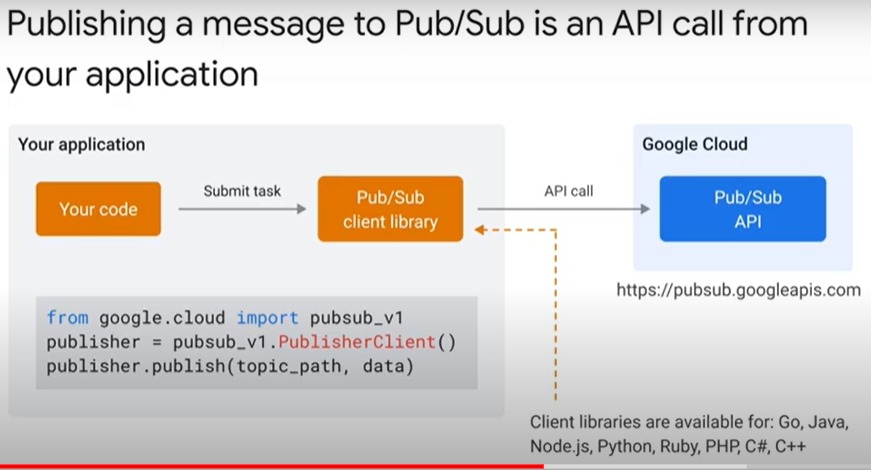 Publishing a message to Pub/Sub is an API call from
your application
Your application
Google Cloud
Your code
Submit task
Pub/Sub
client library
API call
Pub/Sub
API
https://pubsub.googleapis.com
from google.cloud import pubsub_v1
publisher = pubsub_v1.PublisherClient()
publisher.publish(topic_path, data)
Client libraries are available for: Go, Java,
Node.js, Python, Ruby, PHP, C#, C++